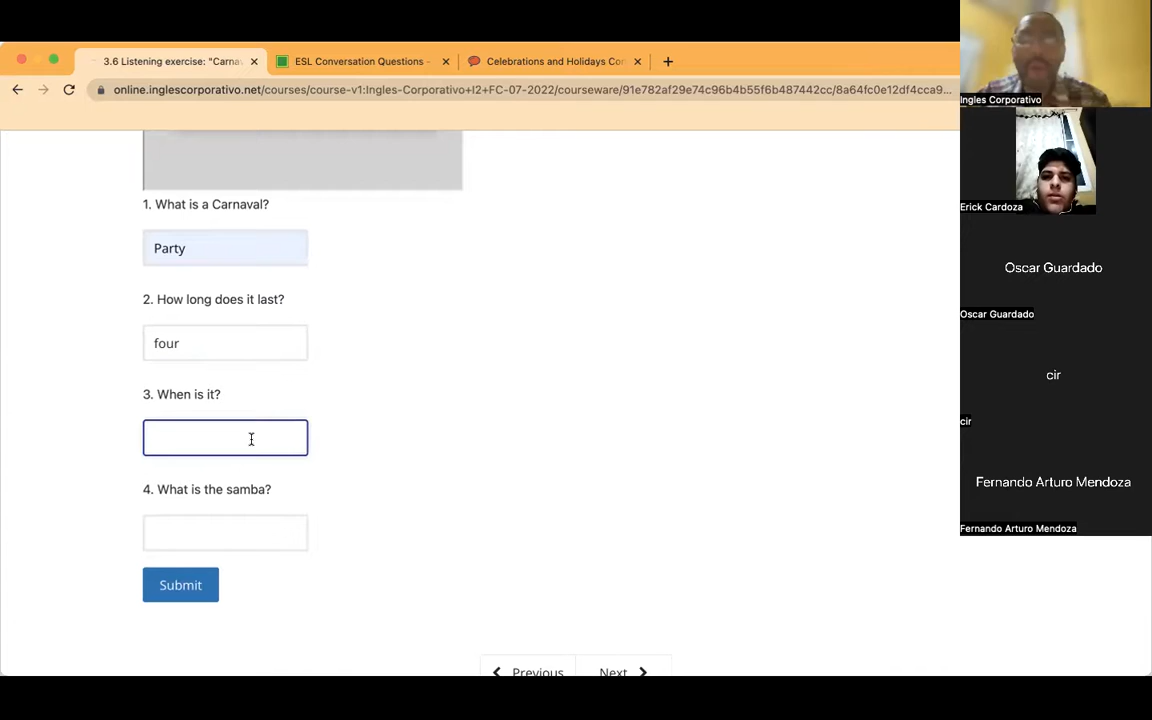 3.6 Listening exercise: "Carna
ESL Conversation Questions -
Celebrations and Holidays Con
online.inglescorporativo.net/courses/course-v1:Ingles-Corporativo+I2+FC-07-2022/courseware/91e782af29e74c96b4b55f6b487442cc/8a64fc0e12df4cca9...
1. What is a Carnaval?
Party
2. How long does it last?
four
3. When is it?
4. What is the samba?
Submit
Previous
Next
Ingles Corporativo
Erick Cardoza
Oscar Guardado
Oscar Guardado
cir
cir
Fernando Arturo Mendoza
Fernando Arturo Mendoza